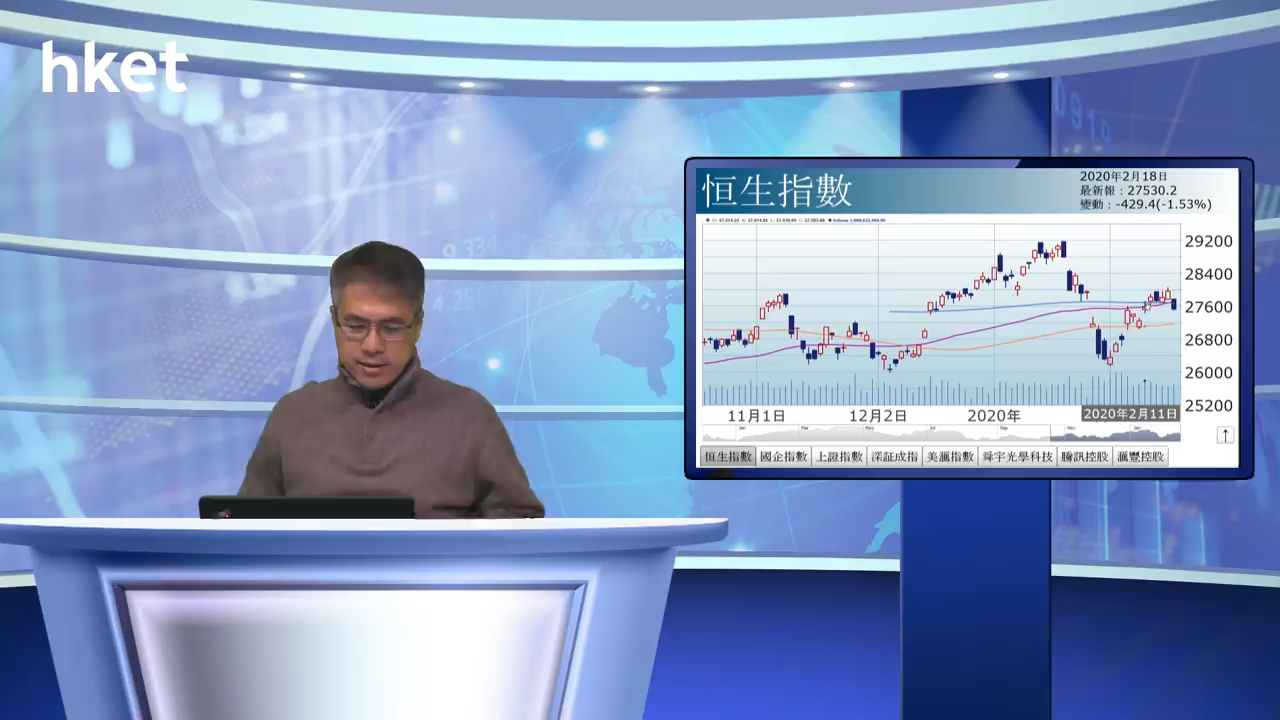 hket
恒生指數
2020年2月18日
最新報：27530.2
變動：-429.4(-1.53%)
29200
28400
27600
26800
26000
25200
11月1日
12月2日
2020年
2020年2月11日
恒生指數
國企指數
上證指數
深証成指
美滙指數
舜宇光學科技
騰訊控股
滙豐控股